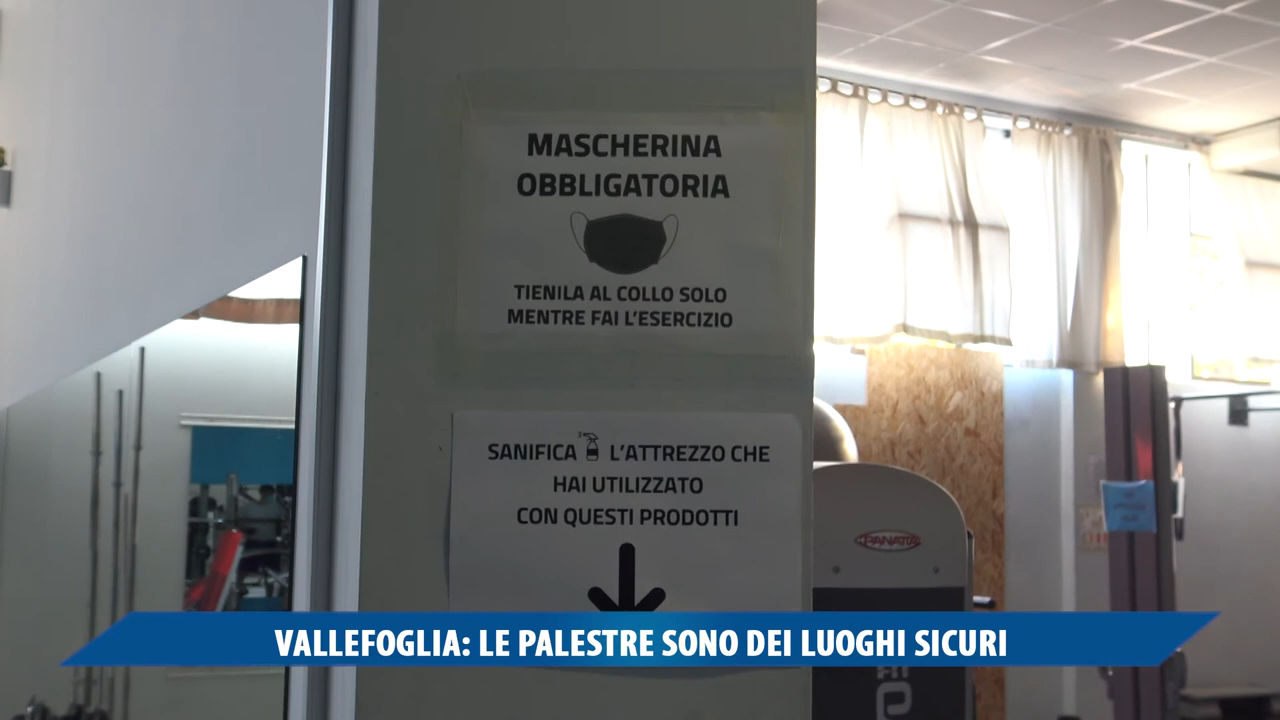 MASCHERINA
OBBLIGATORIA
TIENILA AL COLLO SOLO
MENTRE FAI L'ESERCIZIO
SANIFICA L'ATTREZZO CHE
HAI UTILIZZATO
CON QUESTI PRODOTTI
PANATTA
VALLEFOGLIA: LE PALESTRE SONO DEI LUOGHI SICURI